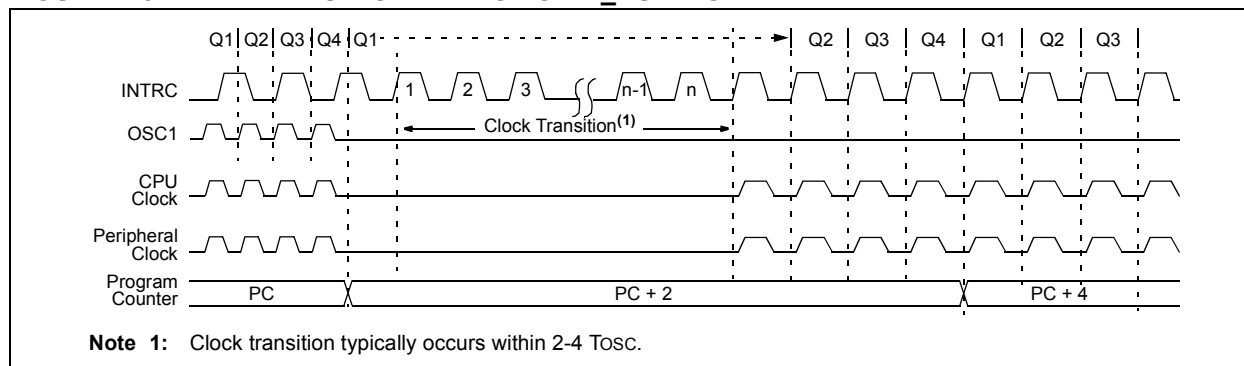 Q1 Q2 Q3 Q4 Q1 Q2 Q3 Q4 Q1 Q2 Q3
INTRC 1 2 3 n-1 n
OSC1 Clock Transition(1)
CPU
Clock
Peripheral
Clock
Program
Counter PC PC + 2 PC + 4
Note 1: Clock transition typically occurs within 2-4 TOSC.